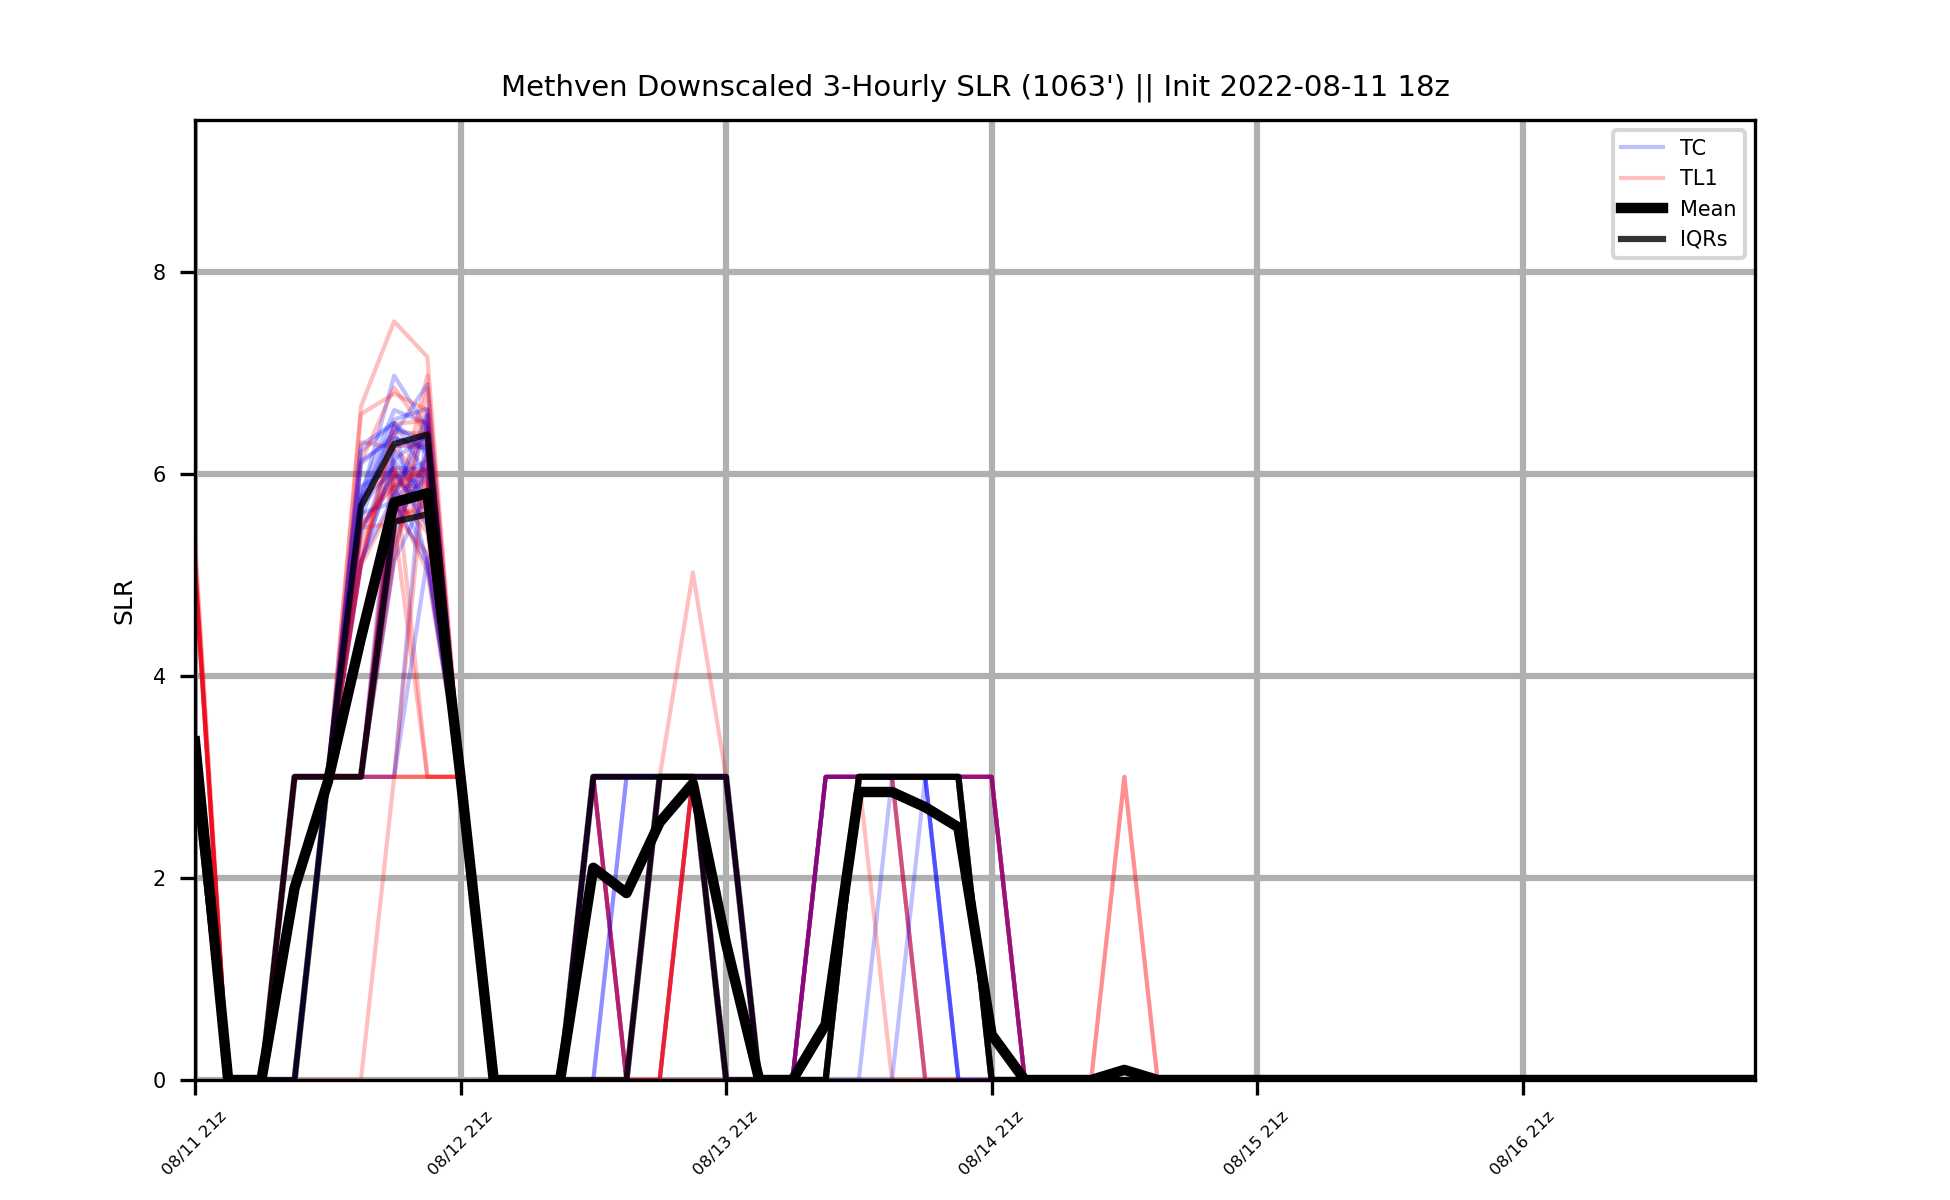 Methven Downscaled 3-Hourly SLR (1063') || Init 2022-08-11 18z
TC
TL1
Mean
IQRs
8
6
4
2
0
SLR
08/11 21z
08/12 21z
08/13 21z
08/14 21z
08/15 21z
08/16 21z